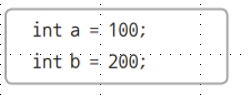 int a = 100;
int b = 200;